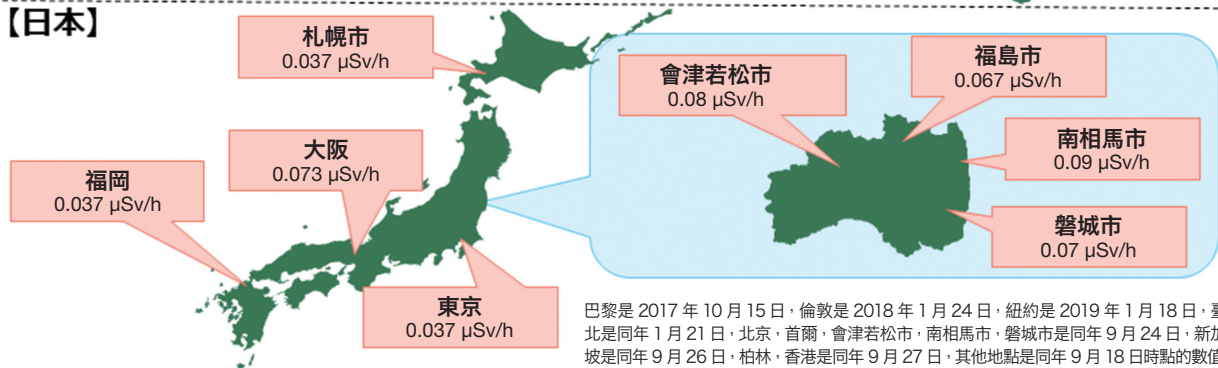 【日本】
札幌市
0.037 μSv/h
福島市
0.067 μSv/h
會津若松市
0.08 μSv/h
南相馬市
0.09 μSv/h
大阪
0.073 μSv/h
福岡
0.037 μSv/h
磐城市
0.07 μSv/h
東京
0.037 μSv/h
巴黎是 2017 年 10 月 15 日，倫敦是 2018 年 1 月 24 日，紐約是 2019 年 1 月 18 日，臺
北是同年 1 月 21 日，北京，首爾，會津若松市，南相馬市，磐城市是同年 9 月 24 日，新加
坡是同年 9 月 26 日，柏林，香港是同年 9 月 27 日，其他地點是同年 9 月 18 日時點的數值